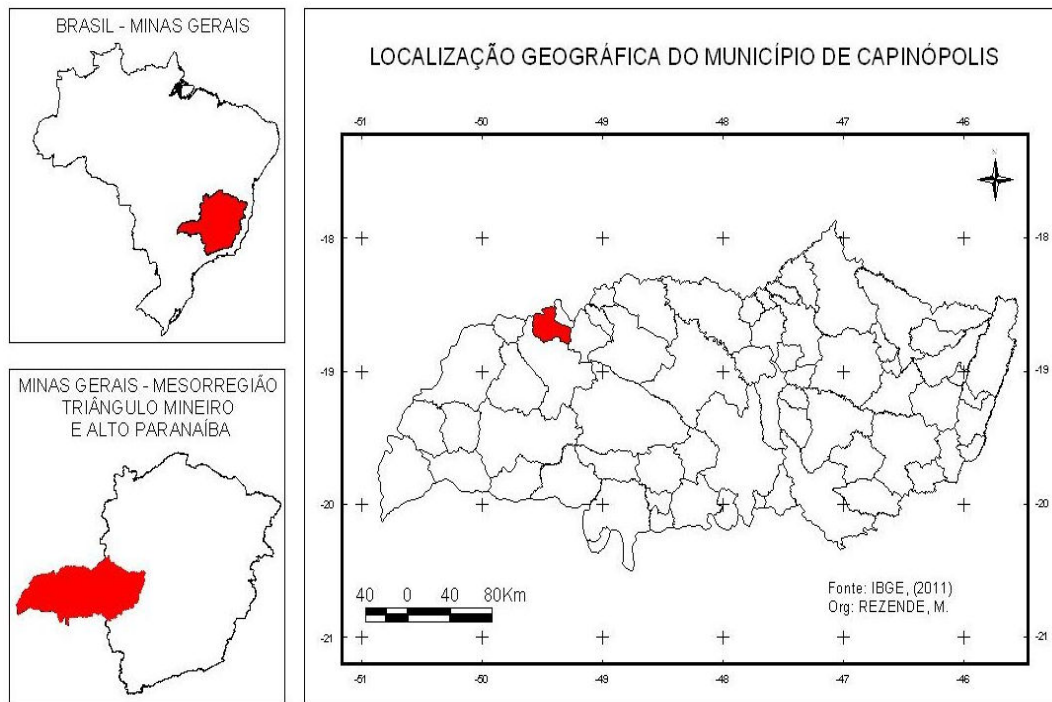 BRASIL - MINAS GERAIS
MINAS GERAIS - MESORREGIÃO
TRIÂNGULO MINEIRO
E ALTO PARANAÍBA
LOCALIZAÇÃO GEOGRÁFICA DO MUNICÍPIO DE CAPINÓPOLIS
-51 -50 -49 -48 -47 -46
N
-18 -18
-19 -19
-20 -20
-21 -21
40 0 40 80Km
Fonte: IBGE, (2011)
Org: REZENDE, M.
-51 -50 -49 -48 -47 -46